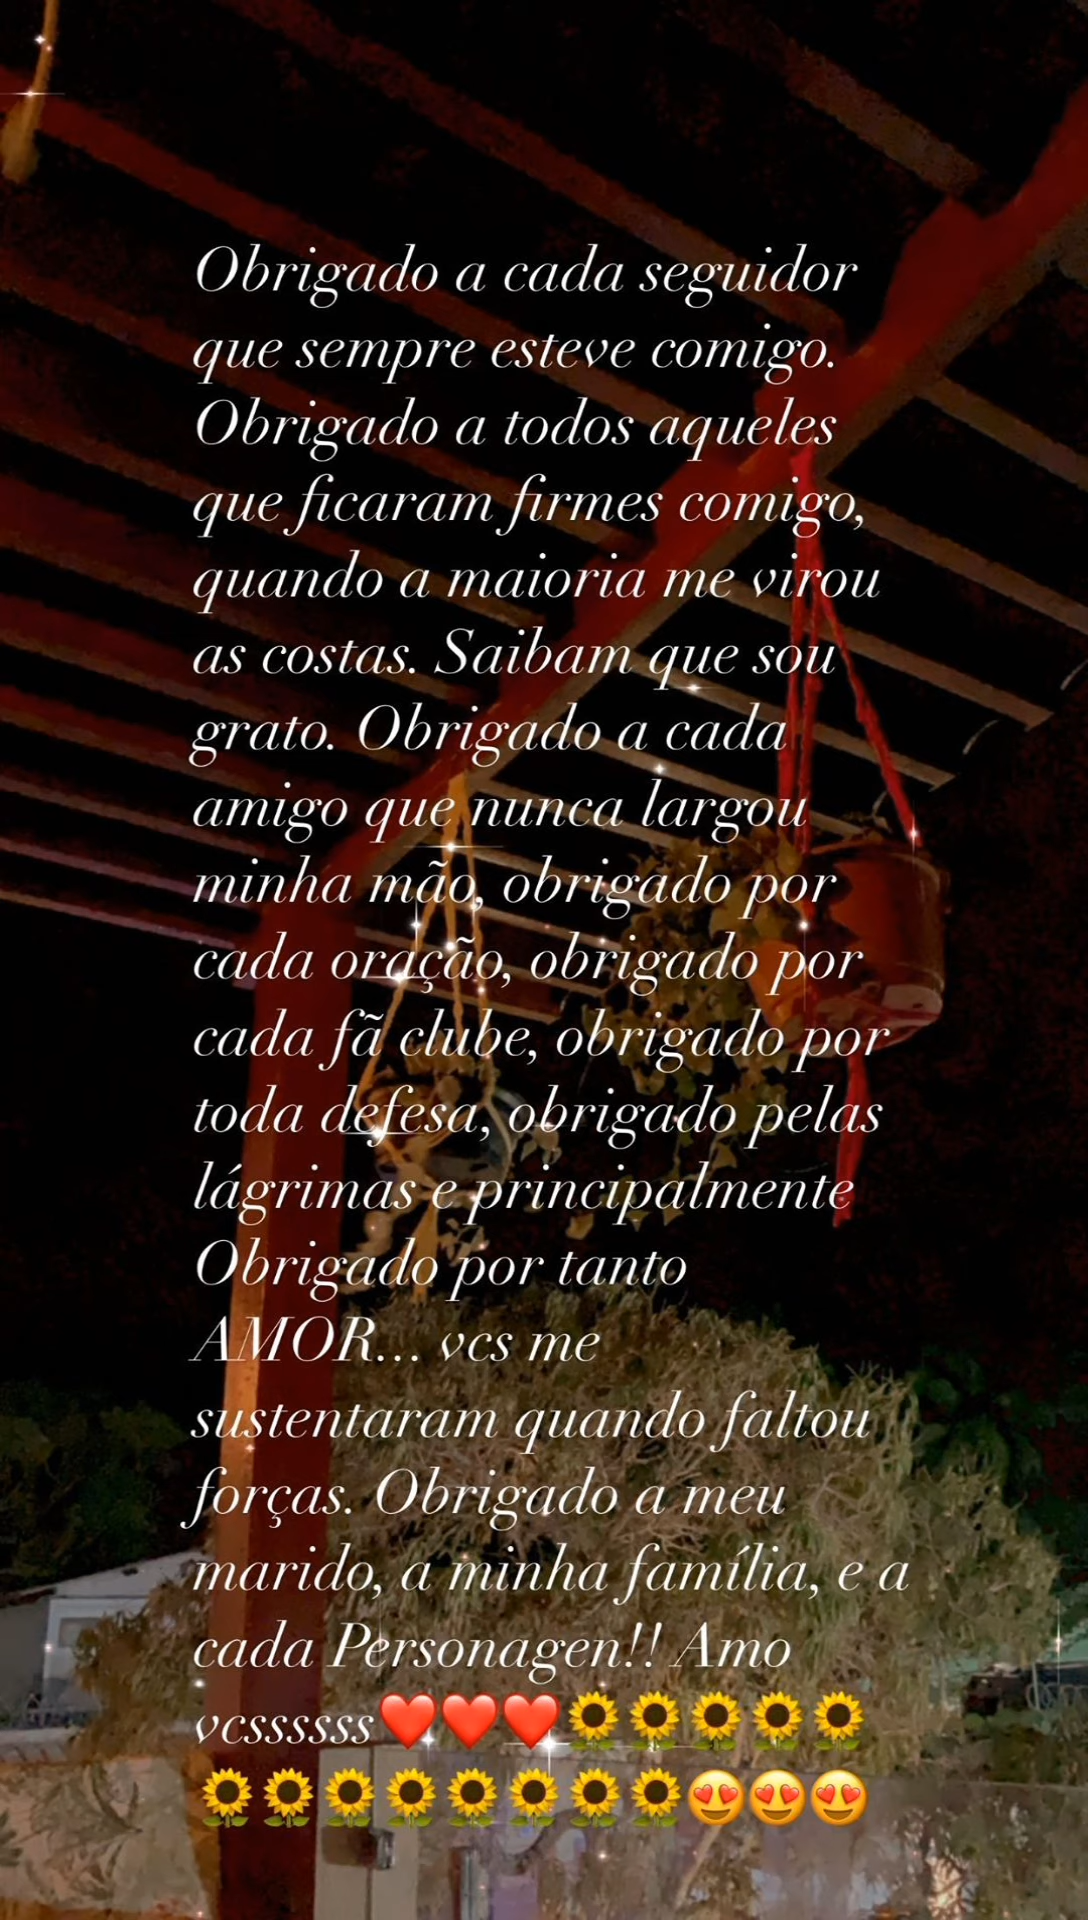 Obrigado a cada seguidor
que sempre esteve comigo.
Obrigado a todos aqueles
que ficaram firmes comigo,
quando a maioria me virou
as costas. Saibam que sou
grato. Obrigado a cada
amigo que nunca largou
minha mão, obrigado por
cada oração, obrigado por
cada fã clube, obrigado por
toda defesa, obrigado pelas
lágrimas e principalmente
Obrigado por tanto
AMOR... vcs me
sustentaram quando faltou
forças. Obrigado a meu
marido, a minha família, e a
cada Personagen!! Amo
vcsssssss❤️❤️❤️🌻🌻🌻🌻🌻
🌻🌻🌻🌻🌻🌻🌻🌻😍😍😍